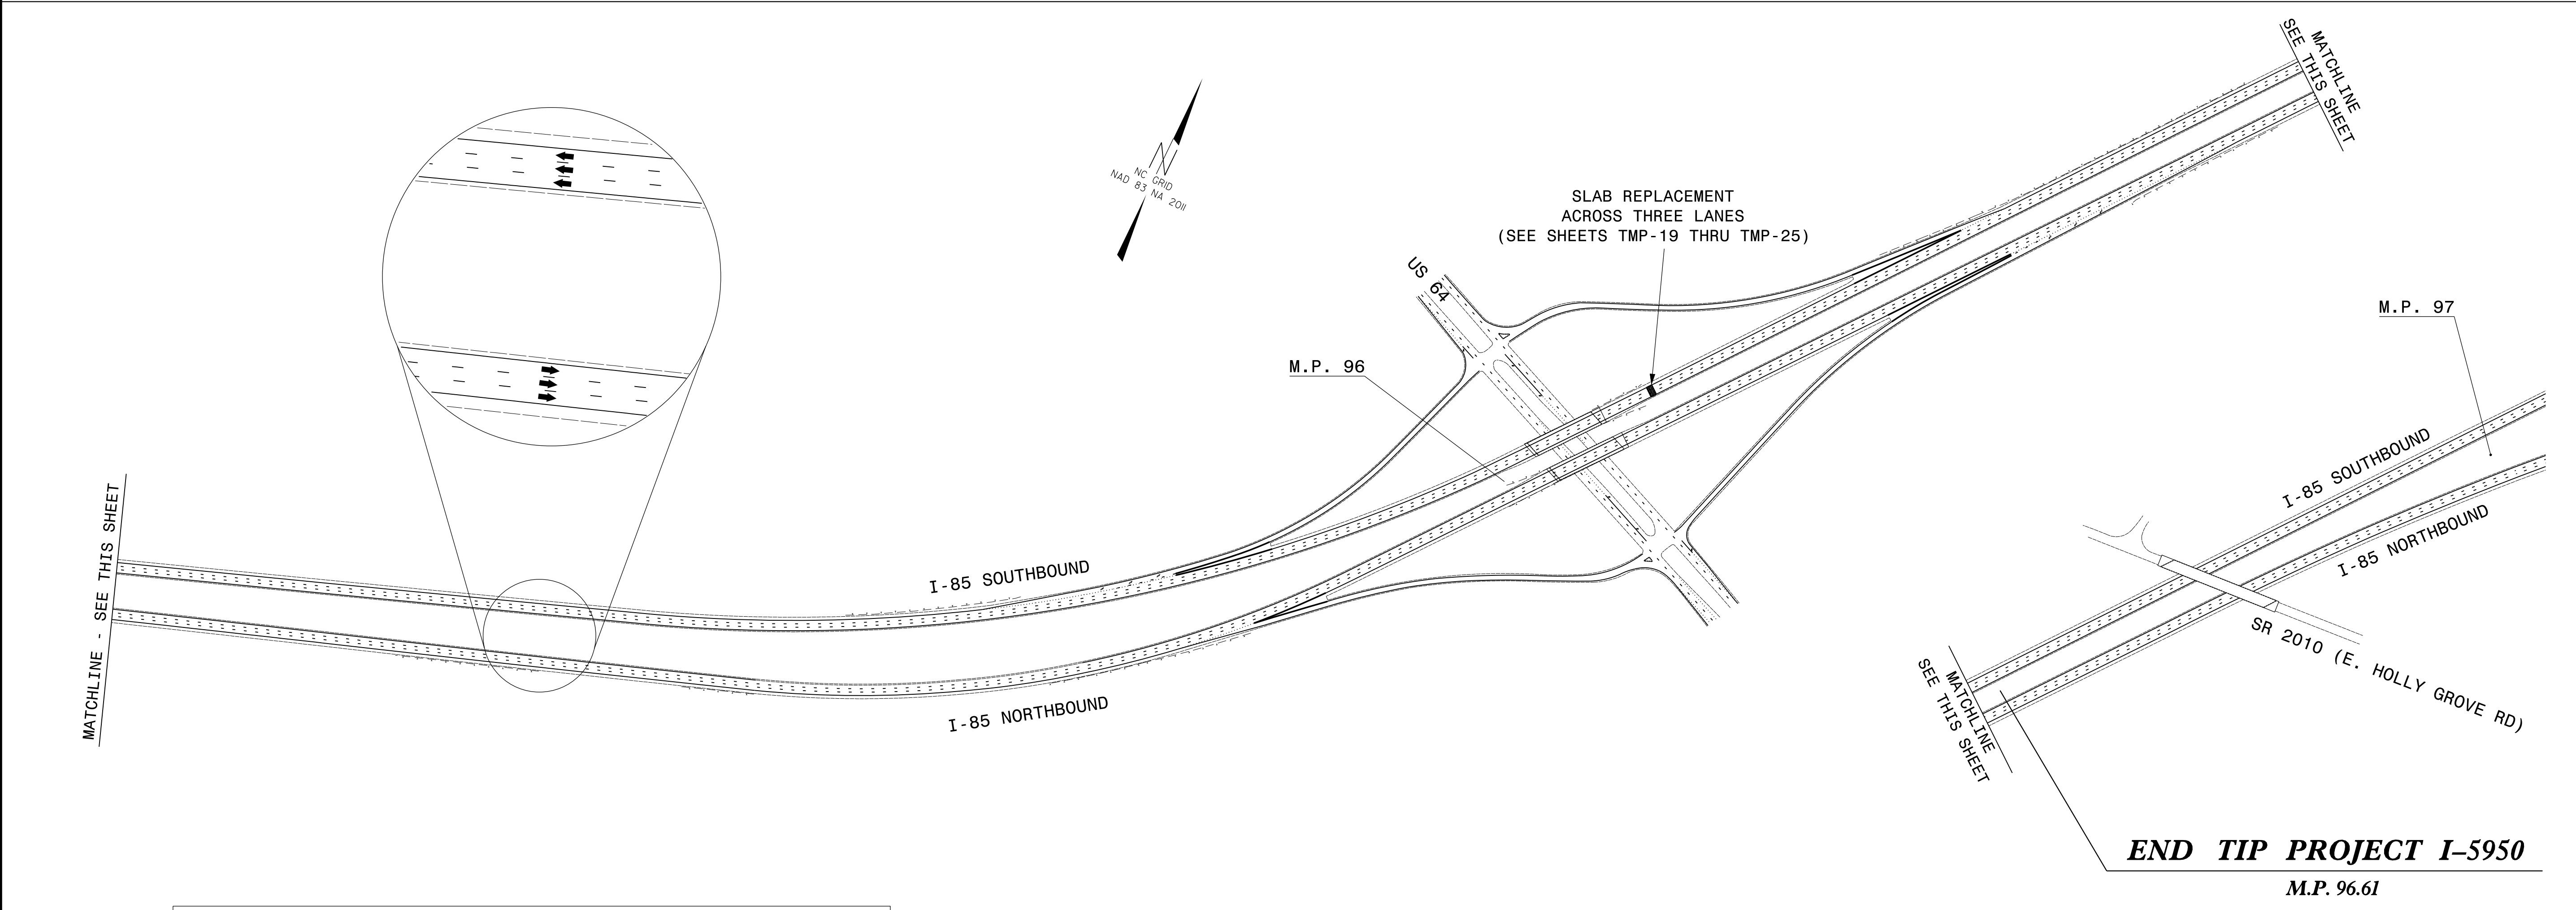 MATCHLINE
SEE THIS SHEET
NC GRID
NAD 83 NA 2011
SLAB REPLACEMENT
ACROSS THREE LANES
(SEE SHEETS TMP-19 THRU TMP-25)
US 64
M.P. 96
M.P. 97
MATCHLINE - SEE THIS SHEET
I-85 SOUTHBOUND
I-85 NORTHBOUND
I-85 SOUTHBOUND
I-85 NORTHBOUND
SR 2010 (E. HOLLY GROVE RD)
MATCHLINE
SEE THIS SHEET
END TIP PROJECT I–5950
M.P. 96.61